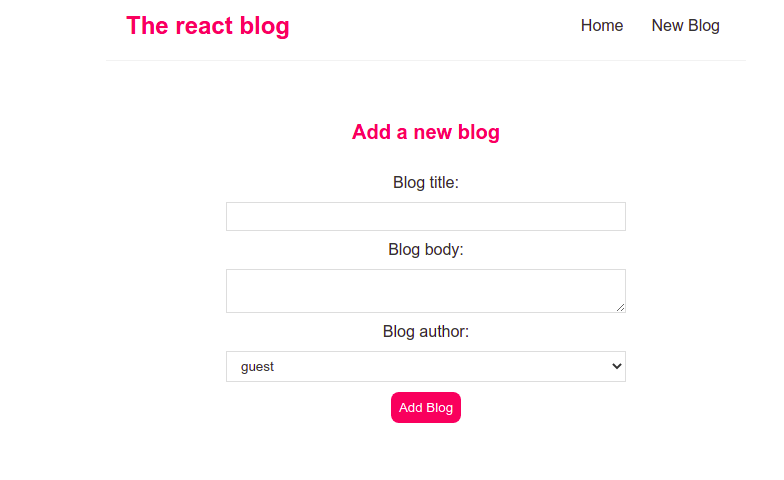 The react blog
Home New Blog
Add a new blog
Blog title:
Blog body:
Blog author:
guest
Add Blog